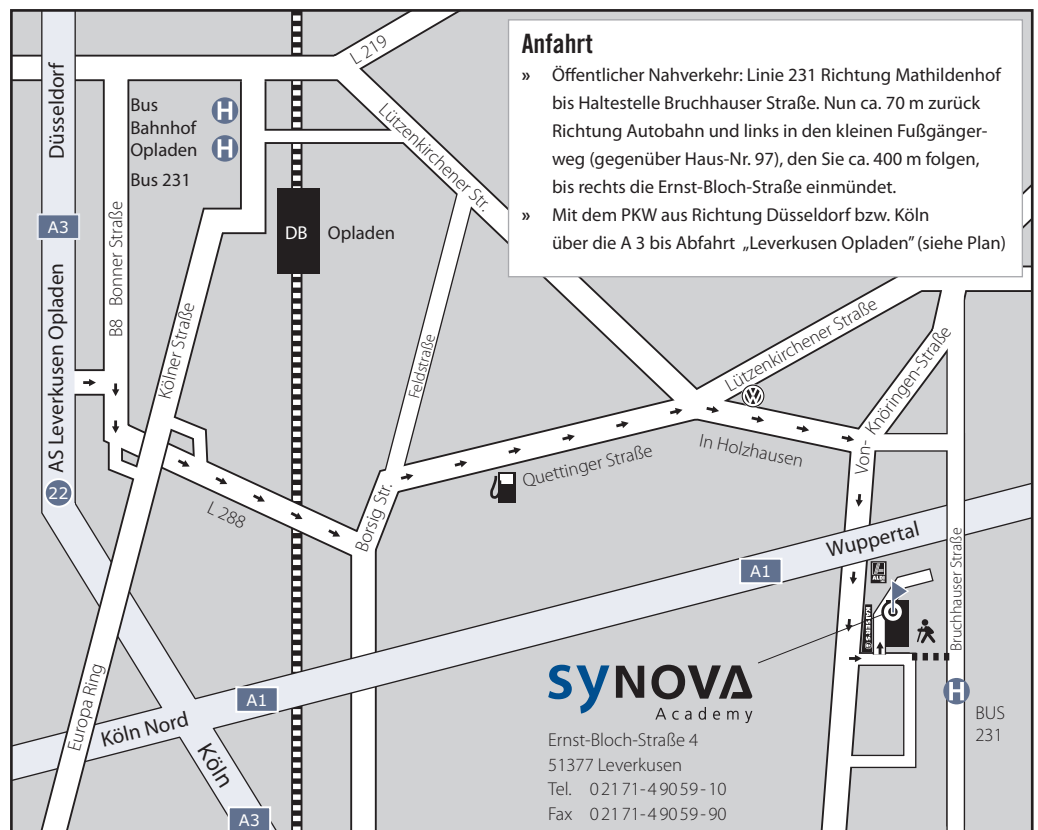 Anfahrt
» Öffentlicher Nahverkehr: Linie 231 Richtung Mathildenhof
bis Haltestelle Bruchhauser Straße. Nun ca. 70 m zurück
Richtung Autobahn und links in den kleinen Fußgänger-
weg (gegenüber Haus-Nr. 97), den Sie ca. 400 m folgen,
bis rechts die Ernst-Bloch-Straße einmündet.
» Mit dem PKW aus Richtung Düsseldorf bzw. Köln
über die A 3 bis Abfahrt „Leverkusen Opladen" (siehe Plan)
L 219
Düsseldorf
Bus
Bahnhof
Opladen
Bus 231
H
H
A3
B8 Bonner Straße
DB
Opladen
Lützenkirchener Str.
AS Leverkusen Opladen
22
Kölner Straße
Feldstraße
Lützenkirchener Straße
Von-Knöringen-Straße
In Holzhausen
Quettinger Straße
L 288
Borsig Str.
Wuppertal
A1
ALDI
Bruchhauser Straße
H
BUS
231
Europa Ring
Köln Nord
A1
Köln
A3
SYNOVA
Academy
Ernst-Bloch-Straße 4
51377 Leverkusen
Tel. 02171-49059-10
Fax 02171-49059-90